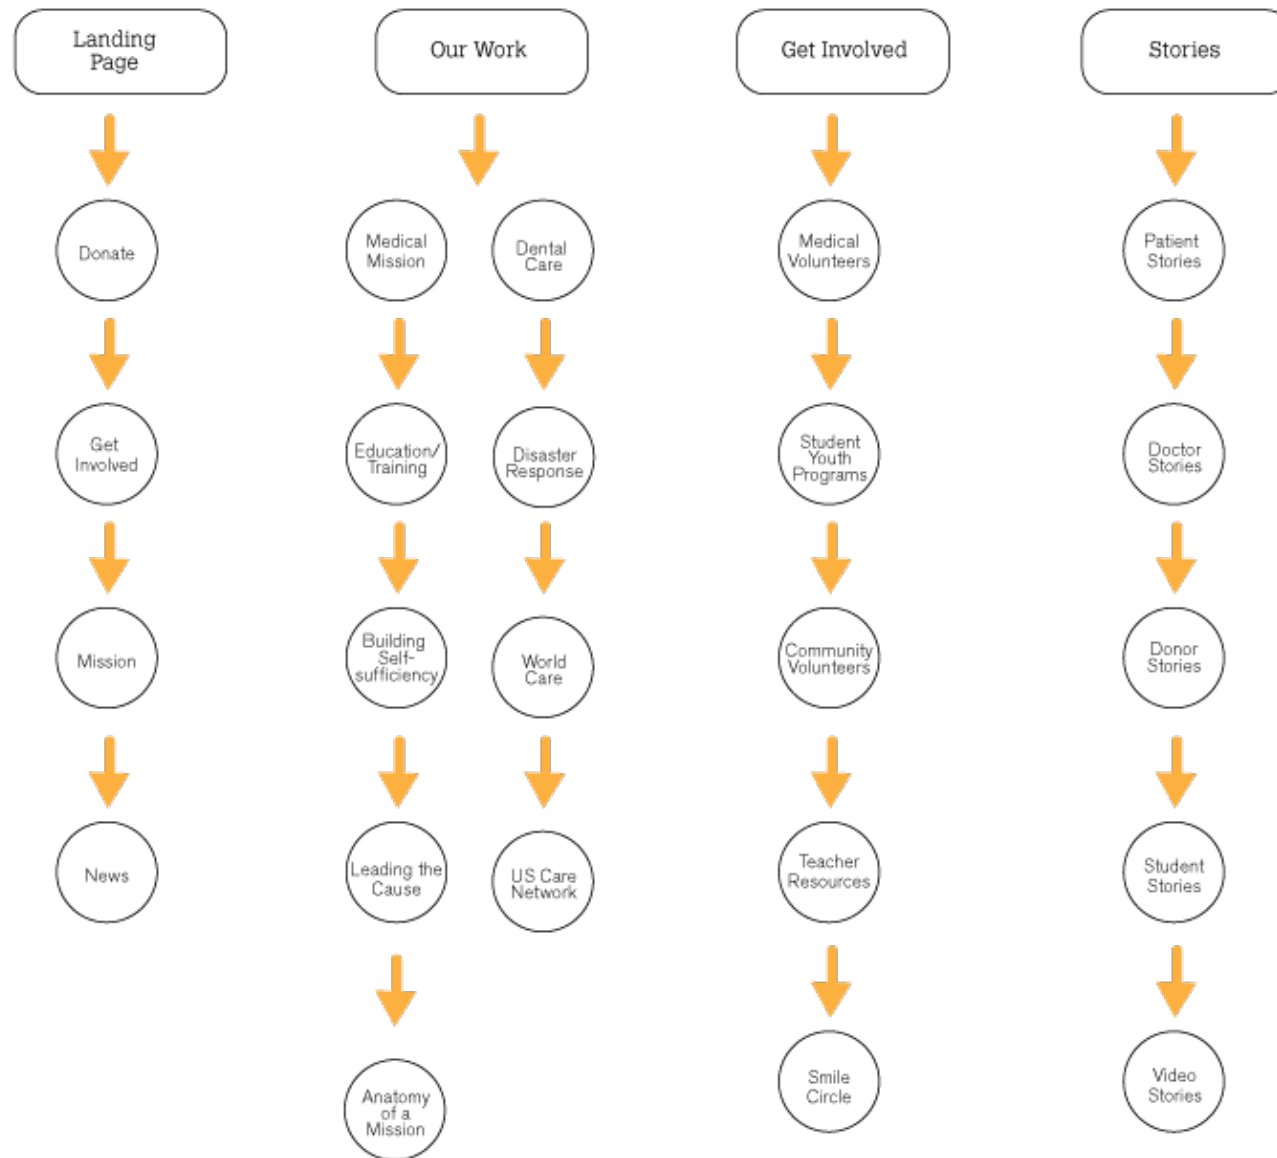 Landing
Page
Our Work
Get Involved
Stories
Donate
Medical
Mission
Dental
Care
Medical
Volunteers
Patient
Stories
Get
Involved
Education/
Training
Disaster
Response
Student
Youth
Programs
Doctor
Stories
Mission
Building
Self-
sufficiency
World
Care
Community
Volunteers
Donor
Stories
News
Leading the
Cause
US Care
Network
Teacher
Resources
Student
Stories
Anatomy
of a
Mission
Smile
Circle
Video
Stories